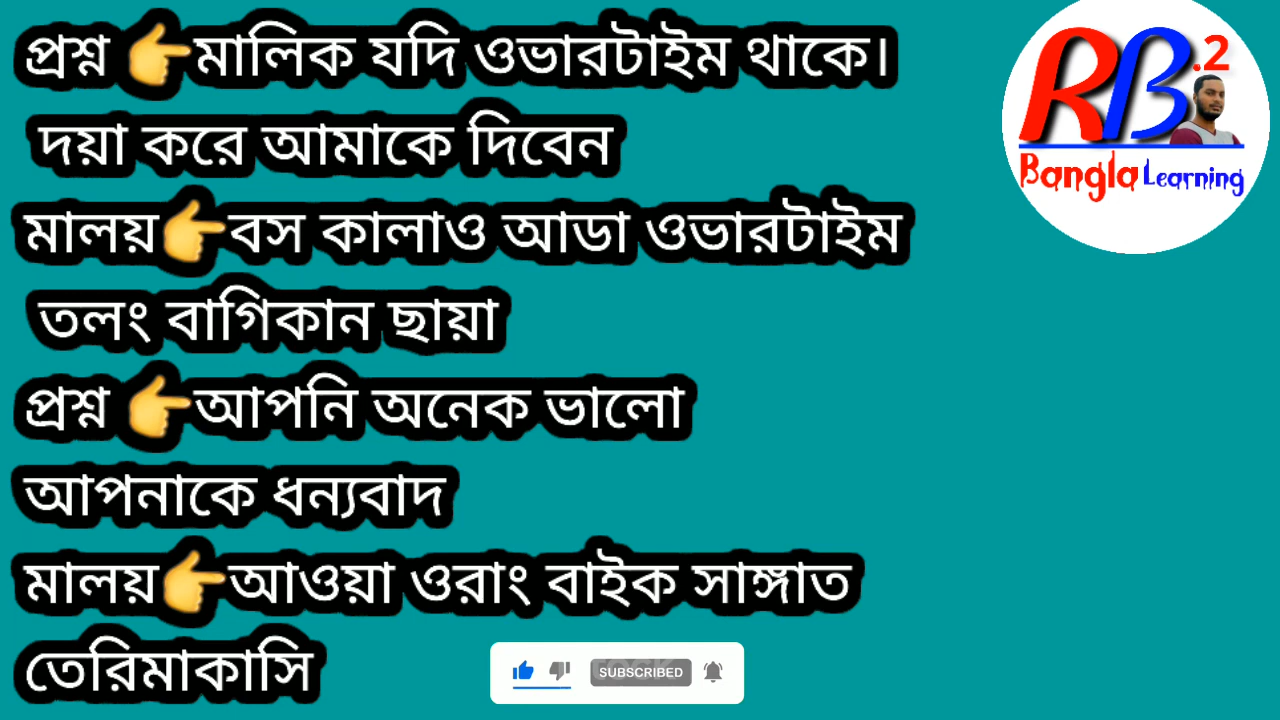 প্রশ্ন 👉মালিক যদি ওভারটাইম থাকে।
দয়া করে আমাকে দিবেন
মালয়👉বস কালাও আডা ওভারটাইম
তলং বাগিকান ছায়া
প্রশ্ন 👉আপনি অনেক ভালো
আপনাকে ধন্যবাদ
মালয়👉আওয়া ওরাং বাইক সাঙ্গাত
তেরিমাকাসি
RB.2
Bangla Learning
SUBSCRIBED